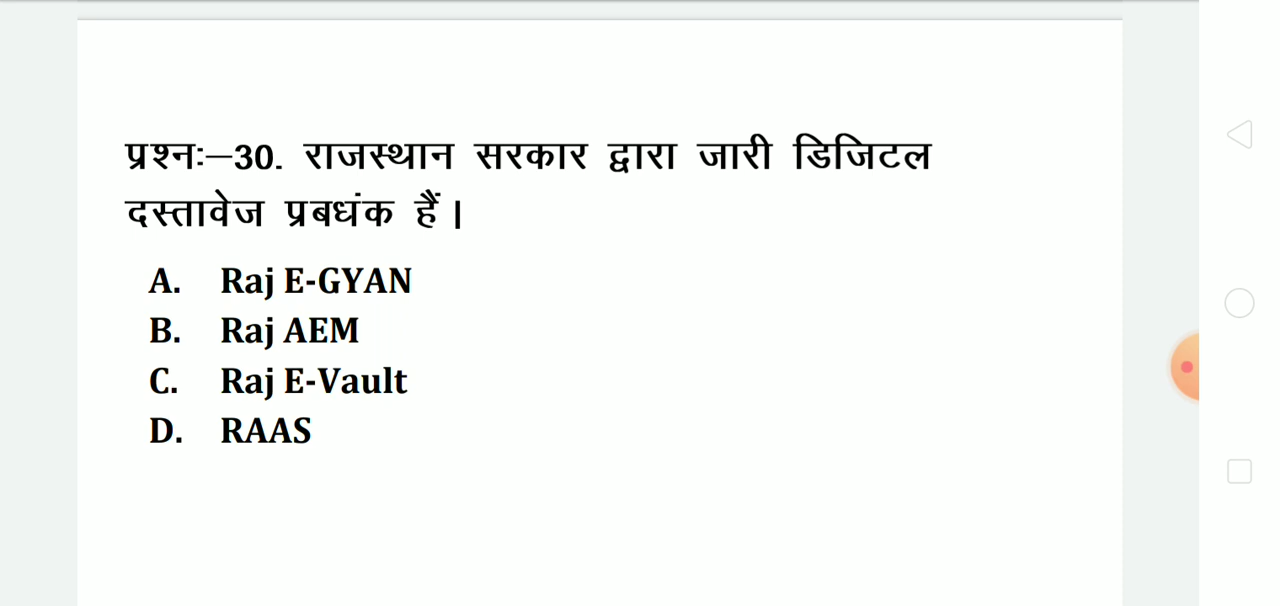 प्रश्नः–30. राजस्थान सरकार द्वारा जारी डिजिटल
दस्तावेज प्रबधंक हैं।
A. Raj E-GYAN
B. Raj AEM
C. Raj E-Vault
D. RAAS